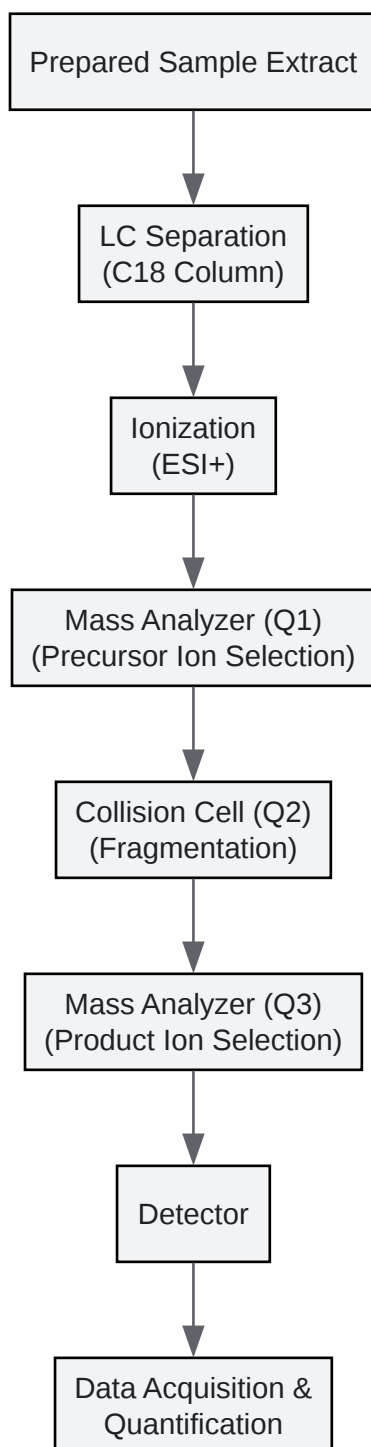 Prepared Sample Extract
LC Separation
(C18 Column)
Ionization
(ESI+)
Mass Analyzer (Q1)
(Precursor Ion Selection)
Collision Cell (Q2)
(Fragmentation)
Mass Analyzer (Q3)
(Product Ion Selection)
Detector
Data Acquisition &
Quantification